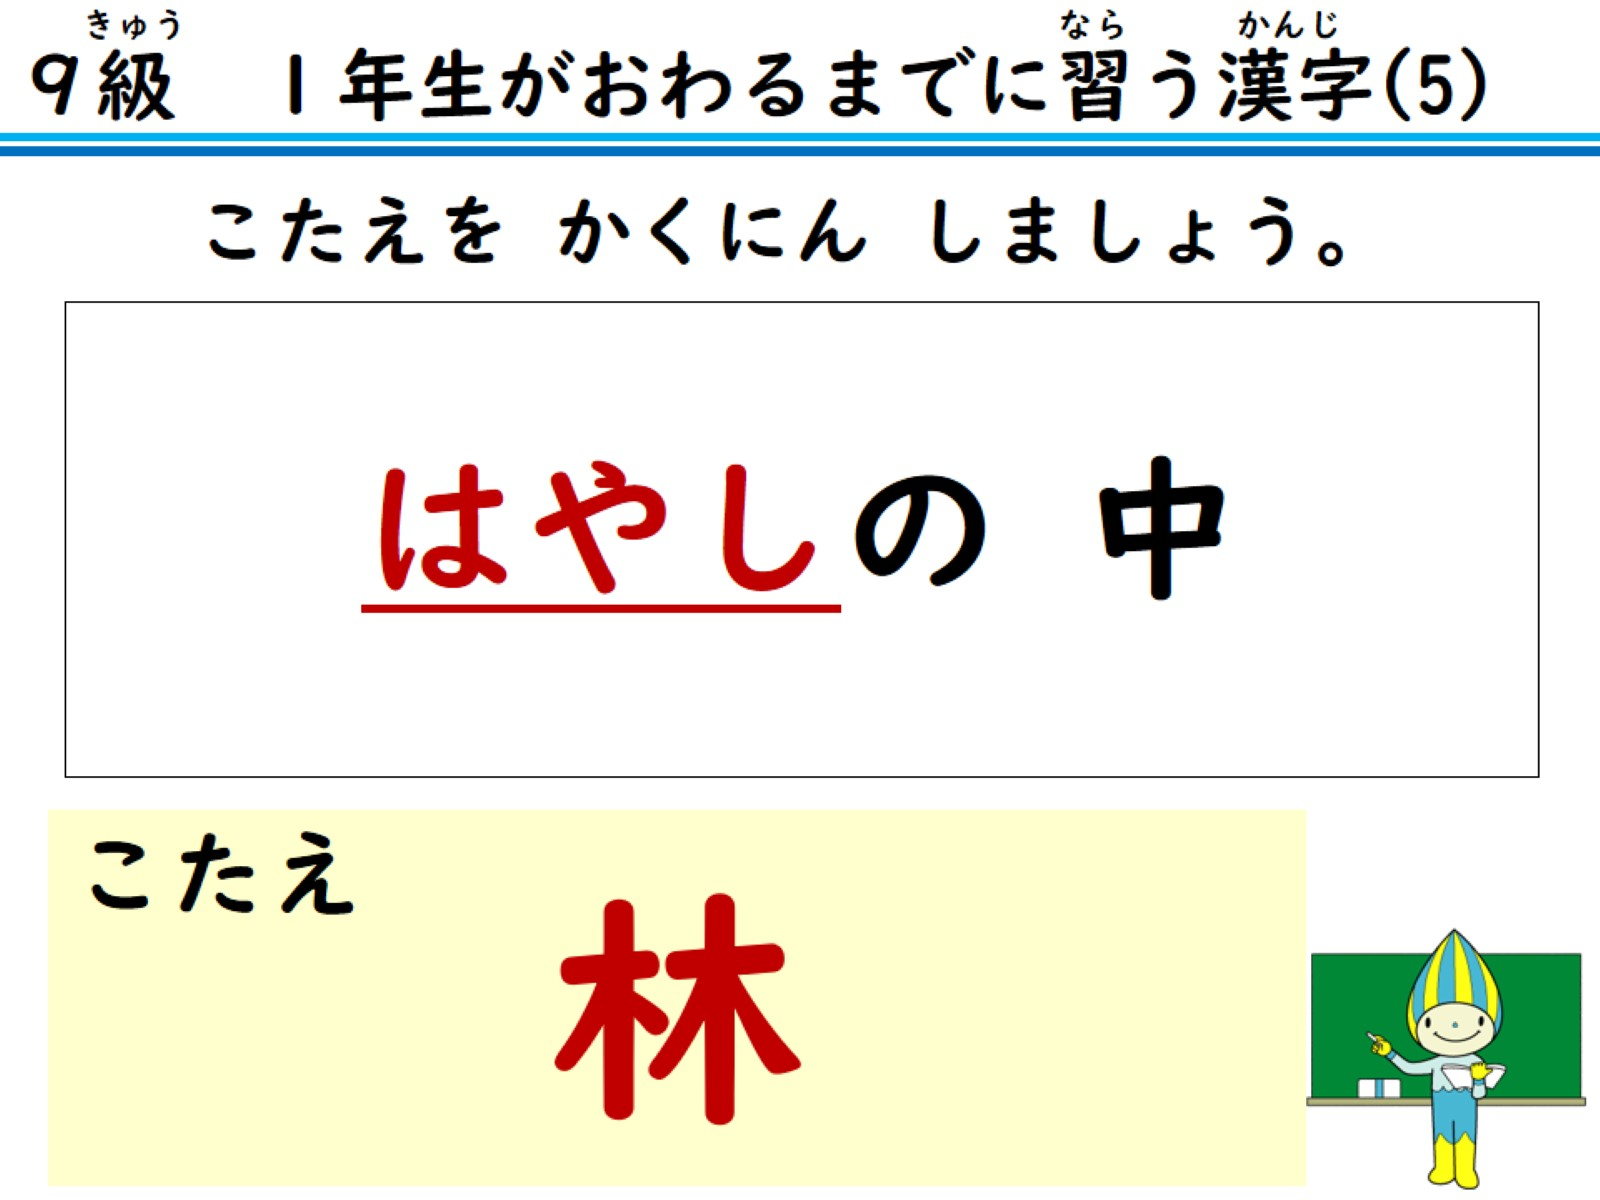 きゅう なら かんじ
9級 1年生がおわるまでに習う漢字(5)
こたえを かくにん しましょう。
はやしの 中
こたえ
林